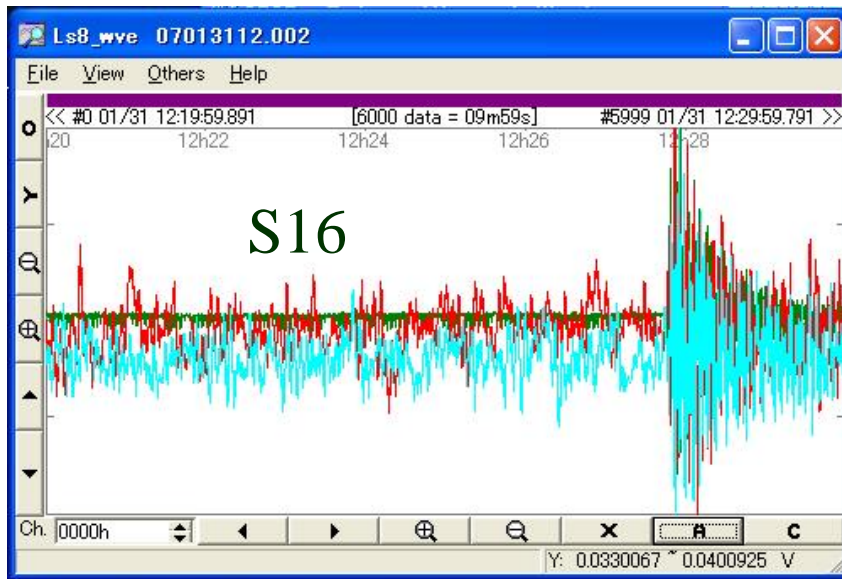 Ls8_wve 07013112.002
File View Others Help
<< #0 01/31 12:19:59.891 [6000 data = 09m59s] #5999 01/31 12:29:59.791 >>
h20 12h22 12h24 12h26 12h28
S16
Ch. 0000h X A C
Y: 0.0330067 ~ 0.0400925 V